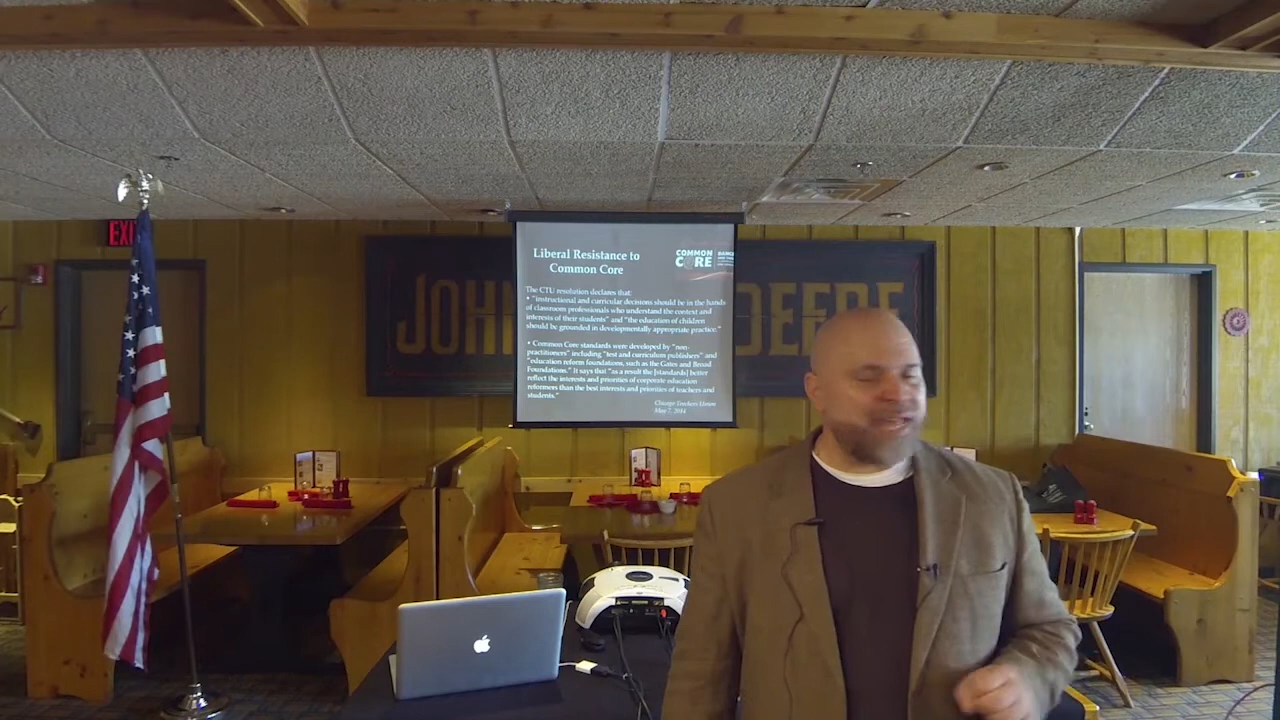 EXIT
JOHN DEERE
Liberal Resistance to
Common Core
COMMON
CORE
The CTU resolution declares that:
• "instructional and curricular decisions should be in the hands
of classroom professionals who understand the context and
interests of their students" and "the education of children
should be grounded in developmentally appropriate practice."
• Common Core standards were developed by "non-
practitioners" including "test and curriculum publishers" and
"education reform foundations, such as the Gates and Broad
Foundations." It says that "as a result the [standards] better
reflect the interests and priorities of corporate education
reformers than the best interests and priorities of teachers and
students."
Chicago Teachers Union
May 7, 2014